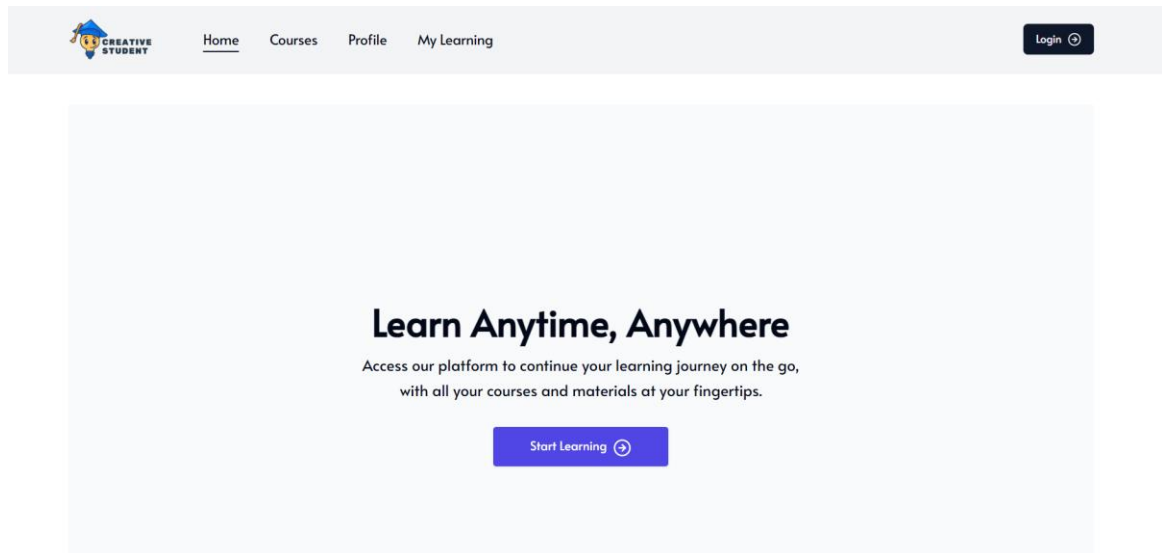 CREATIVE
STUDENT
Home Courses Profile My Learning
Login
Learn Anytime, Anywhere
Access our platform to continue your learning journey on the go,
with all your courses and materials at your fingertips.
Start Learning